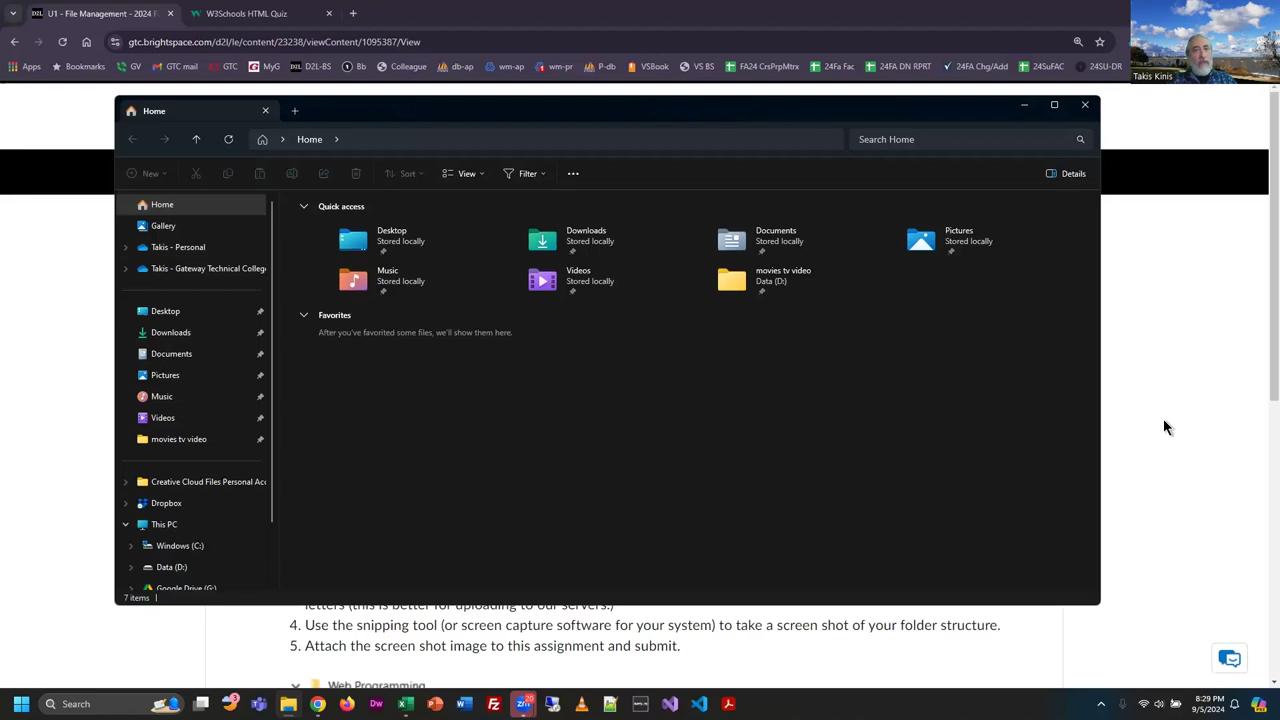 U1 - File Management - 2024 F
W3Schools HTML Quiz
gtc.brightspace.com/d2l/le/content/23238/viewContent/1095387/View
Apps
Bookmarks
GV
GTC mail
GTC
MyG
D2L-BS
Bb
Colleague
db-ap
wn-map
wn-pr
P-db
VSBook
VS BS
FA24 CrsPrpMtrx
24Fa Fac
24FA DN RPRT
24FA Chg/Add
24SuFAC
24SU-DR
Takis Kinis
Home
Home
Search Home
New
Sort
View
Filter
Details
Home
Gallery
Takis - Personal
Takis - Gateway Technical Colleg
Desktop
Downloads
Documents
Pictures
Music
Videos
movies tv video
Creative Cloud Files Personal Acc
Dropbox
This PC
Windows (C:)
Data (D:)
Google Drive (G:)
Quick access
Desktop
Stored locally
Downloads
Stored locally
Documents
Stored locally
Pictures
Stored locally
Music
Stored locally
Videos
Stored locally
movies tv video
Data (D:)
Favorites
After you've favorited some files, we'll show them here.
7 items
letters (this is better for uploading to our servers.)
4. Use the snipping tool (or screen capture software for your system) to take a screen shot of your folder structure.
5. Attach the screen shot image to this assignment and submit.
Web Programming
Search
8:29 PM
9/5/2024